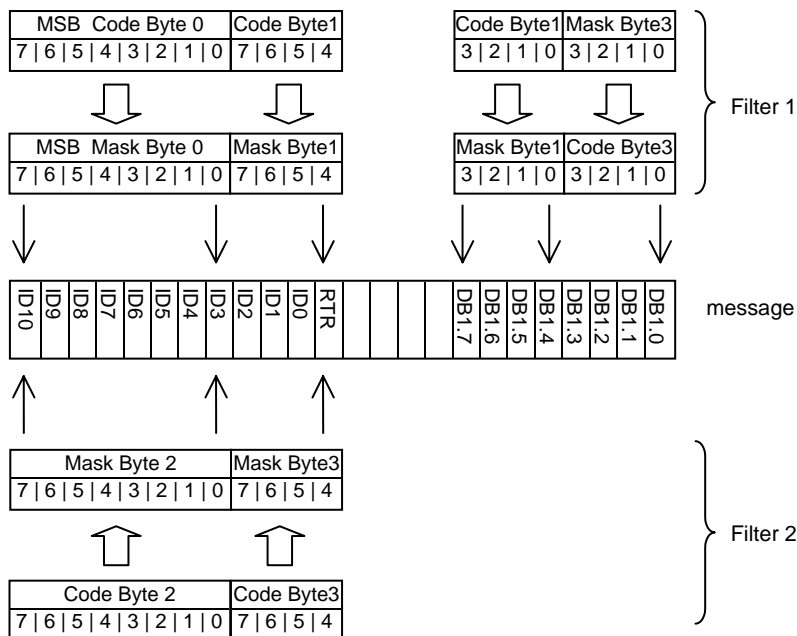 MSB Code Byte 0 Code Byte1 Code Byte1 Mask Byte3
7 | 6 | 5 | 4 | 3 | 2 | 1 | 0 7 | 6 | 5 | 4 3 | 2 | 1 | 0 3 | 2 | 1 | 0
Filter 1
MSB Mask Byte 0 Mask Byte1 Mask Byte1 Code Byte3
7 | 6 | 5 | 4 | 3 | 2 | 1 | 0 7 | 6 | 5 | 4 3 | 2 | 1 | 0 3 | 2 | 1 | 0
ID10 ID9 ID8 ID7 ID6 ID5 ID4 ID3 ID2 ID1 ID0 RTR DB1.7 DB1.6 DB1.5 DB1.4 DB1.3 DB1.2 DB1.1 DB1.0 message
Mask Byte 2 Mask Byte3
7 | 6 | 5 | 4 | 3 | 2 | 1 | 0 7 | 6 | 5 | 4
Filter 2
Code Byte 2 Code Byte3
7 | 6 | 5 | 4 | 3 | 2 | 1 | 0 7 | 6 | 5 | 4